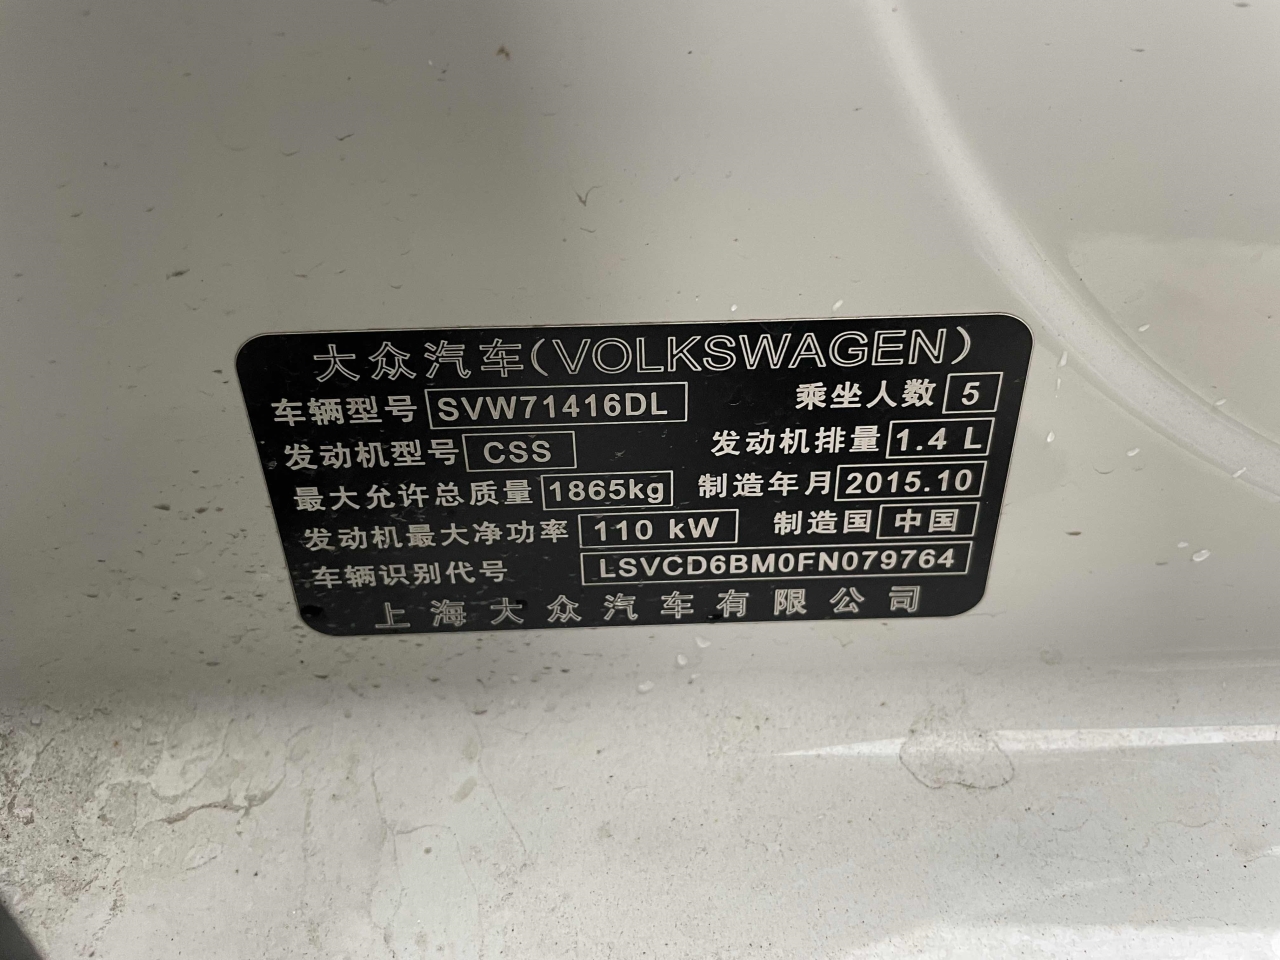 大众汽车(VOLKSWAGEN)
车辆型号 SVW71416DL 乘坐人数 5
发动机型号 CSS 发动机排量 1.4 L
最大允许总质量 1865kg 制造年月 2015.10
发动机最大净功率 110 kW 制造国 中国
车辆识别代号 LSVCD6BM0FN079764
上海大众汽车有限公司